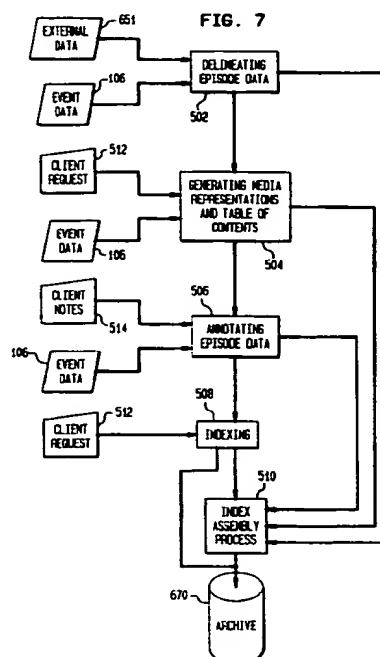 FIG. 7
EXTERNAL
DATA
651
EVENT
DATA
106
DELINEATING
EPISODE DATA
502
CLIENT
REQUEST
512
EVENT
DATA
106
GENERATING MEDIA
REPRESENTATIONS
AND TABLE OF
CONTENTS
504
CLIENT
NOTES
514
106
EVENT
DATA
506
ANNOTATING
EPISODE DATA
508
CLIENT
REQUEST
512
INDEXING
510
INDEX
ASSEMBLY
PROCESS
670
ARCHIVE